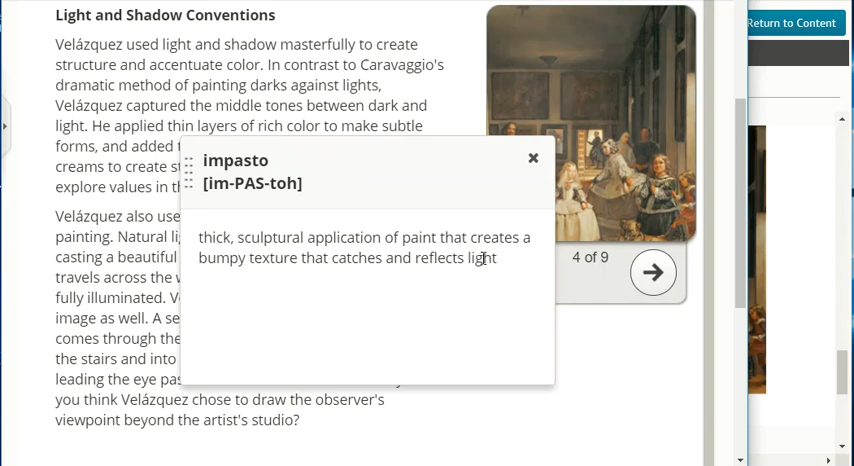 Light and Shadow Conventions
Return to Content
Velázquez used light and shadow masterfully to create
structure and accentuate color. In contrast to Caravaggio's
dramatic method of painting darks against lights,
Velázquez captured the middle tones between dark and
light. He applied thin layers of rich color to make subtle
forms, and added
creams to create
explore values in
impasto
[im-PAS-toh]
thick, sculptural application of paint that creates a
bumpy texture that catches and reflects light
Velázquez also use
painting. Natural
casting a beautiful
travels across the
fully illuminated.
image as well. A
comes through the
the stairs and into
leading the eye
you think Velázquez chose to draw the observer's
viewpoint beyond the artist's studio?
4 of 9